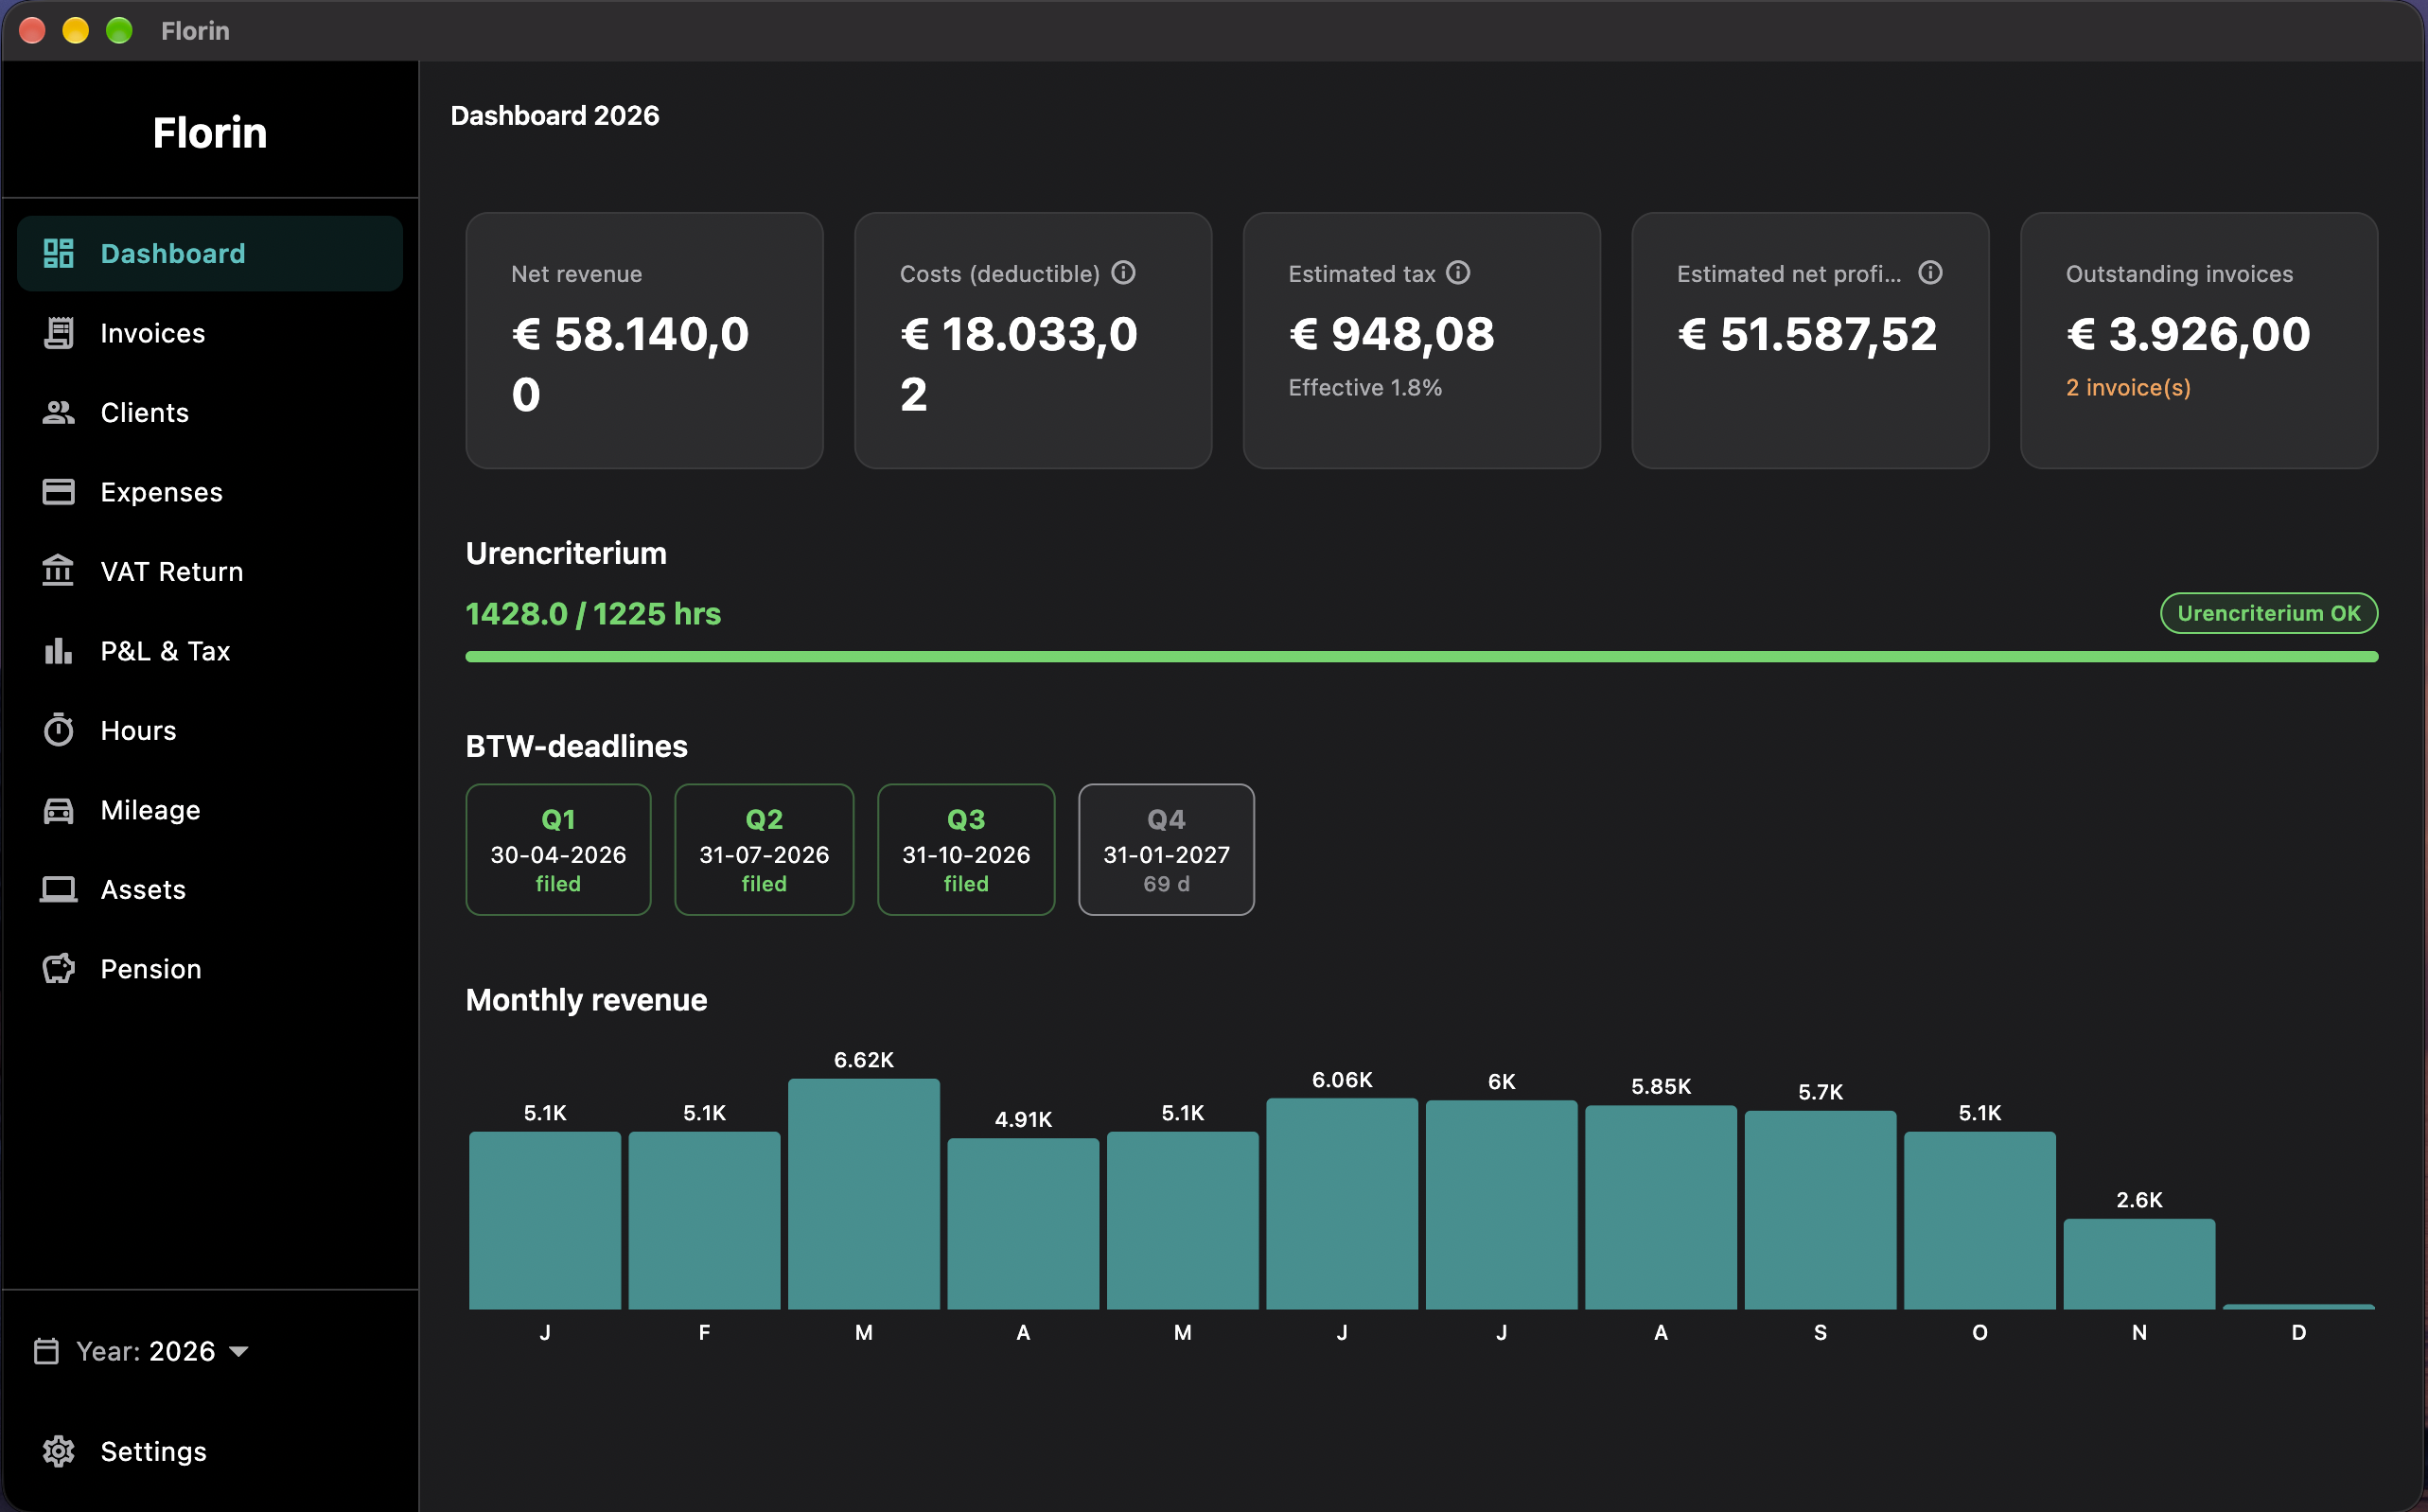 Florin
Florin
Dashboard
Invoices
Clients
Expenses
VAT Return
P&L & Tax
Hours
Mileage
Assets
Pension
Year: 2026
Settings
Dashboard 2026
Net revenue
€ 58.140,0
0
Costs (deductible)
€ 18.033,0
2
Estimated tax
€ 948,08
Effective 1.8%
Estimated net profi...
€ 51.587,52
Outstanding invoices
€ 3.926,00
2 invoice(s)
Urencriterium
1428.0 / 1225 hrs
Urencriterium OK
BTW-deadlines
Q1
30-04-2026
filed
Q2
31-07-2026
filed
Q3
31-10-2026
filed
Q4
31-01-2027
69 d
Monthly revenue
5.1K 5.1K 6.62K 4.91K 5.1K 6.06K 6K 5.85K 5.7K 5.1K 2.6K
J F M A M J J A S O N D